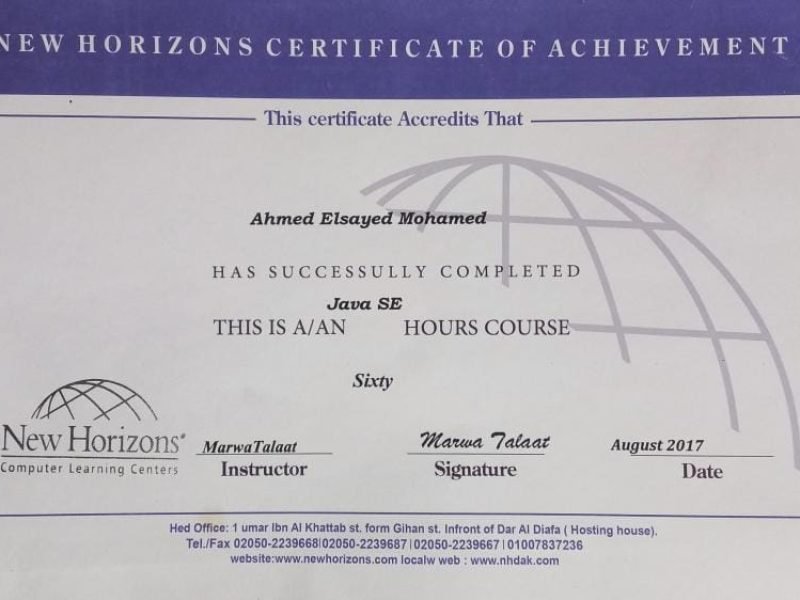 NEW HORIZONS CERTIFICATE OF ACHIEVEMENT
This certificate Accredits That
Ahmed Elsayed Mohamed
HAS SUCCESSFULLY COMPLETED
Java SE
THIS IS A/AN HOURS COURSE
Sixty
New Horizons®
Computer Learning Centers
MarwaTalaat
Instructor
Marwa Talaat
Signature
August 2017
Date
Hed Office: 1 umar Ibn Al Khattab st. form Gihan st. Infront of Dar Al Diafa ( Hosting house).
Tel./Fax 02050-2239668|02050-2239687 | 02050-2239667 | 01007837236
website:www.newhorizons.com localw web : www.nhdak.com